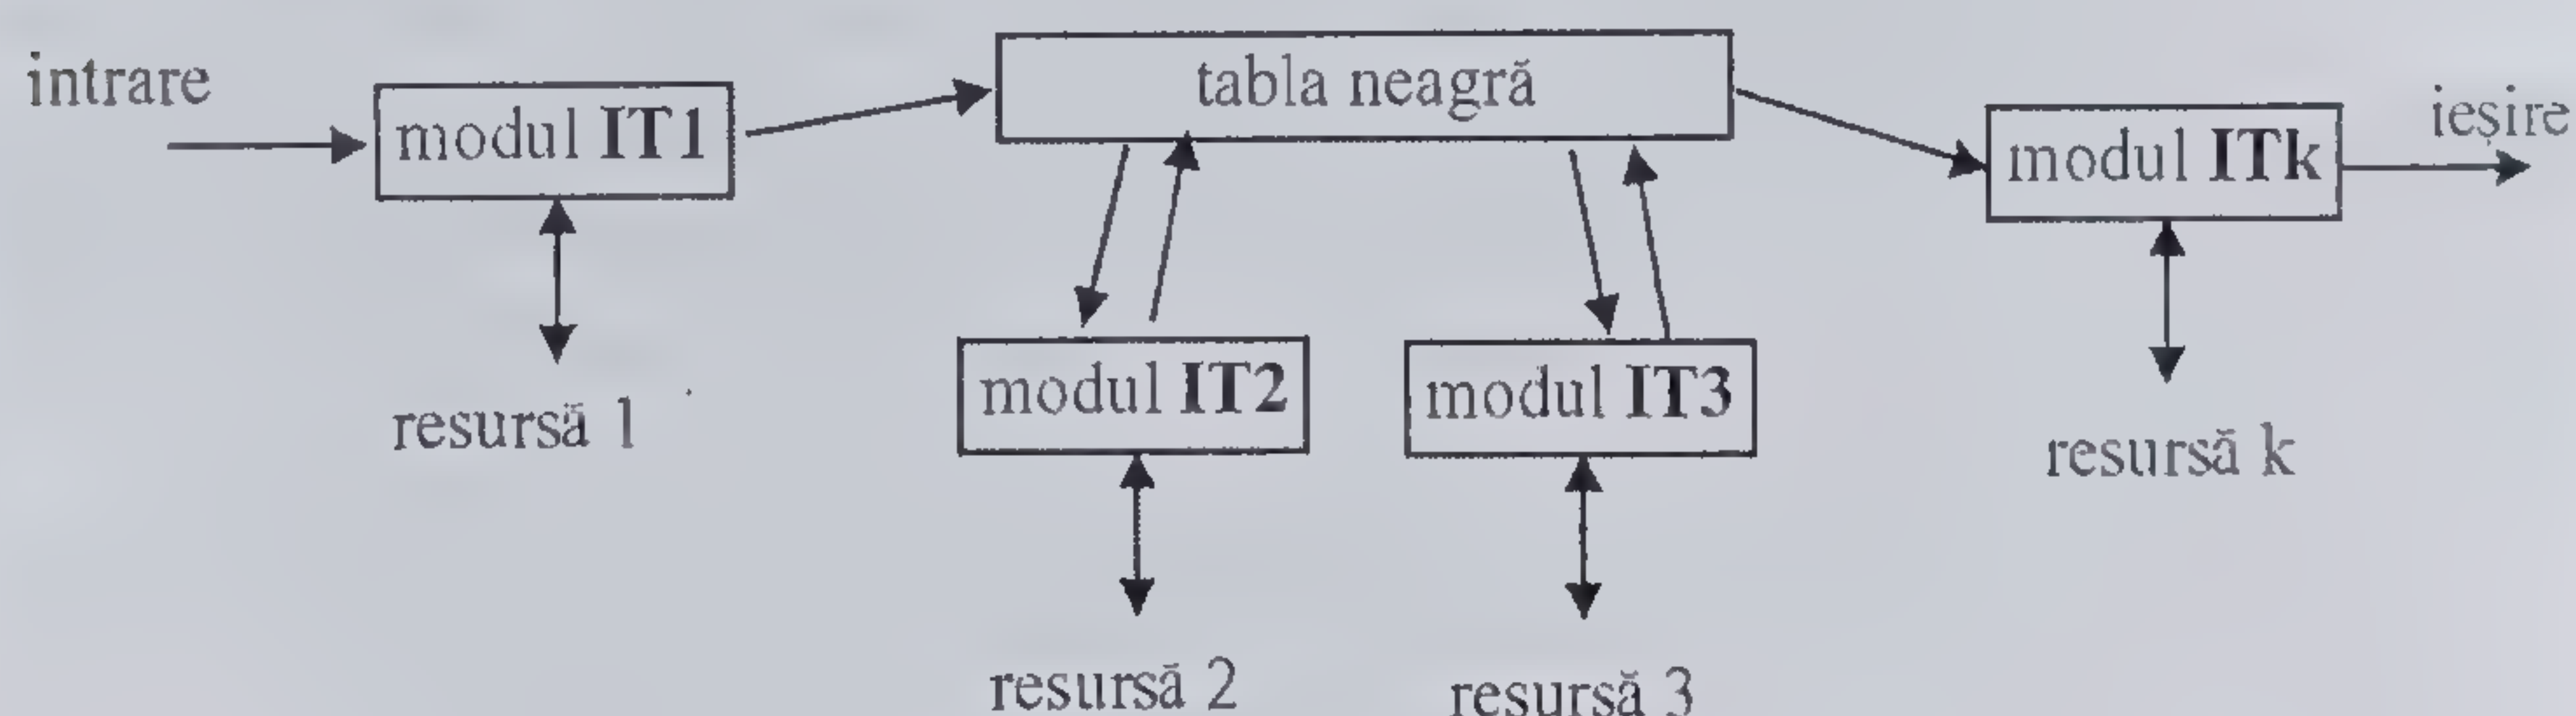 intrare
tabla neagră
ieșire
modul IT1
modul ITk
modul IT2
modul IT3
resursă 1
resursă k
resursă 2
resursă 3